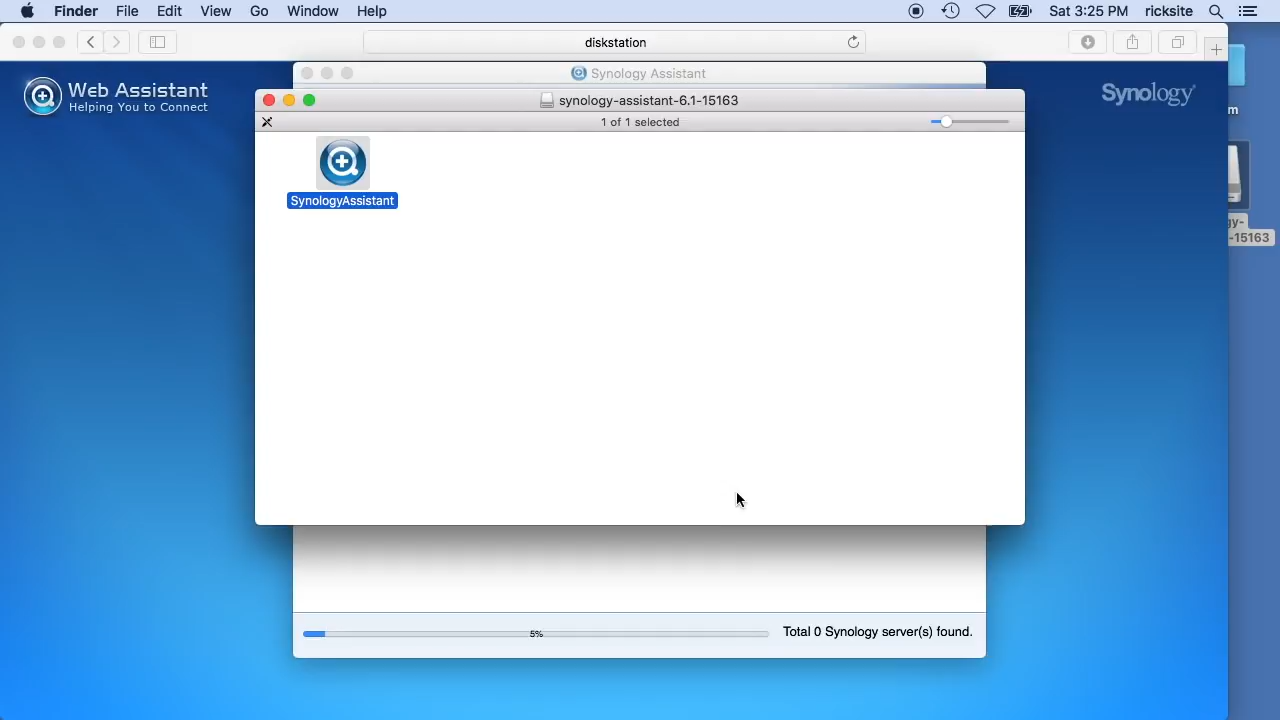 Finder File Edit View Go Window Help Sat 3:25 PM ricksite
diskstation
Web Assistant
Helping You to Connect
Synology
Synology Assistant
synology-assistant-6.1-15163
1 of 1 selected
SynologyAssistant
m
gy-
-15163
5%
Total 0 Synology server(s) found.